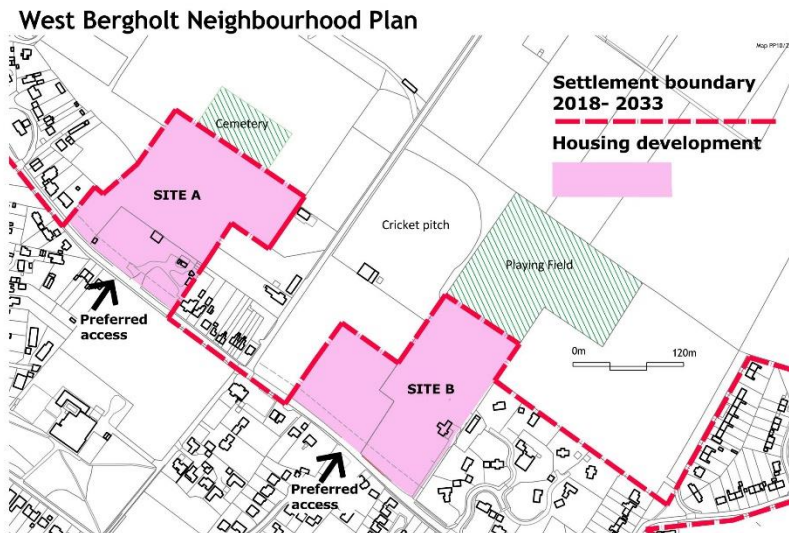 West Bergholt Neighbourhood Plan
Settlement boundary
2018- 2033
Housing development
Cemetery
SITE A
Cricket pitch
Playing Field
Preferred
access
0m
120m
SITE B
Preferred
access